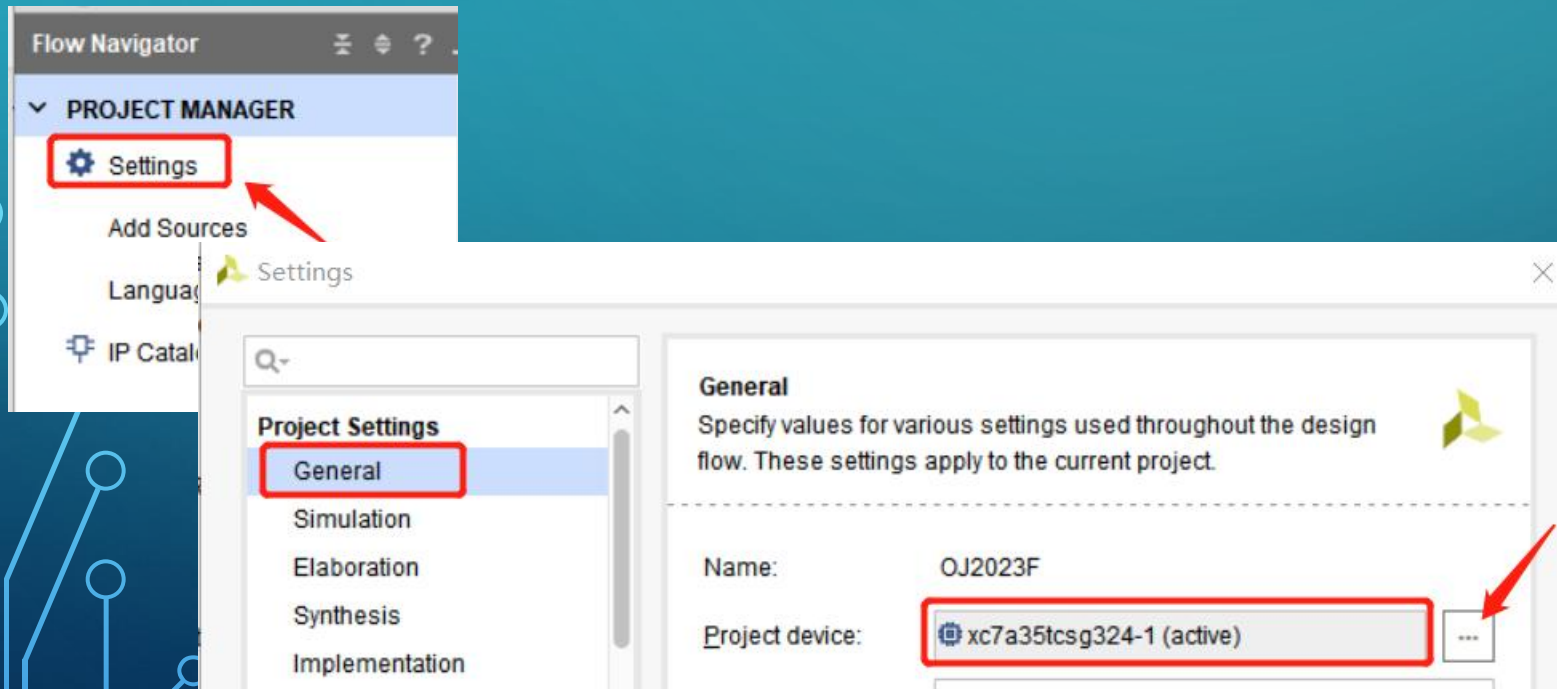 Flow Navigator
PROJECT MANAGER
Settings
Add Sources
IP
Settings
Project Settings
General
Simulation
Elaboration
Synthesis
Implementation
General
Specify values for various settings used throughout the design
flow. These settings apply to the current project.
Name: OJ2023F
Project device: xc7a35tcsg324-1 (active)
...